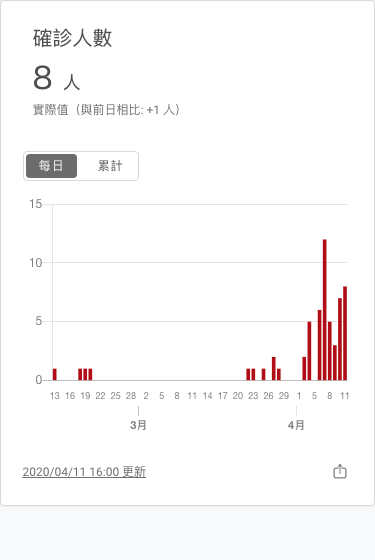 確診人數
8 人
實際值（與前日相比: +1 人）
每日 累計
15
10
5
0
13 16 19 22 25 28 2 5 8 11 14 17 20 23 26 29 1 5 8 11
3月 4月
2020/04/11 16:00 更新